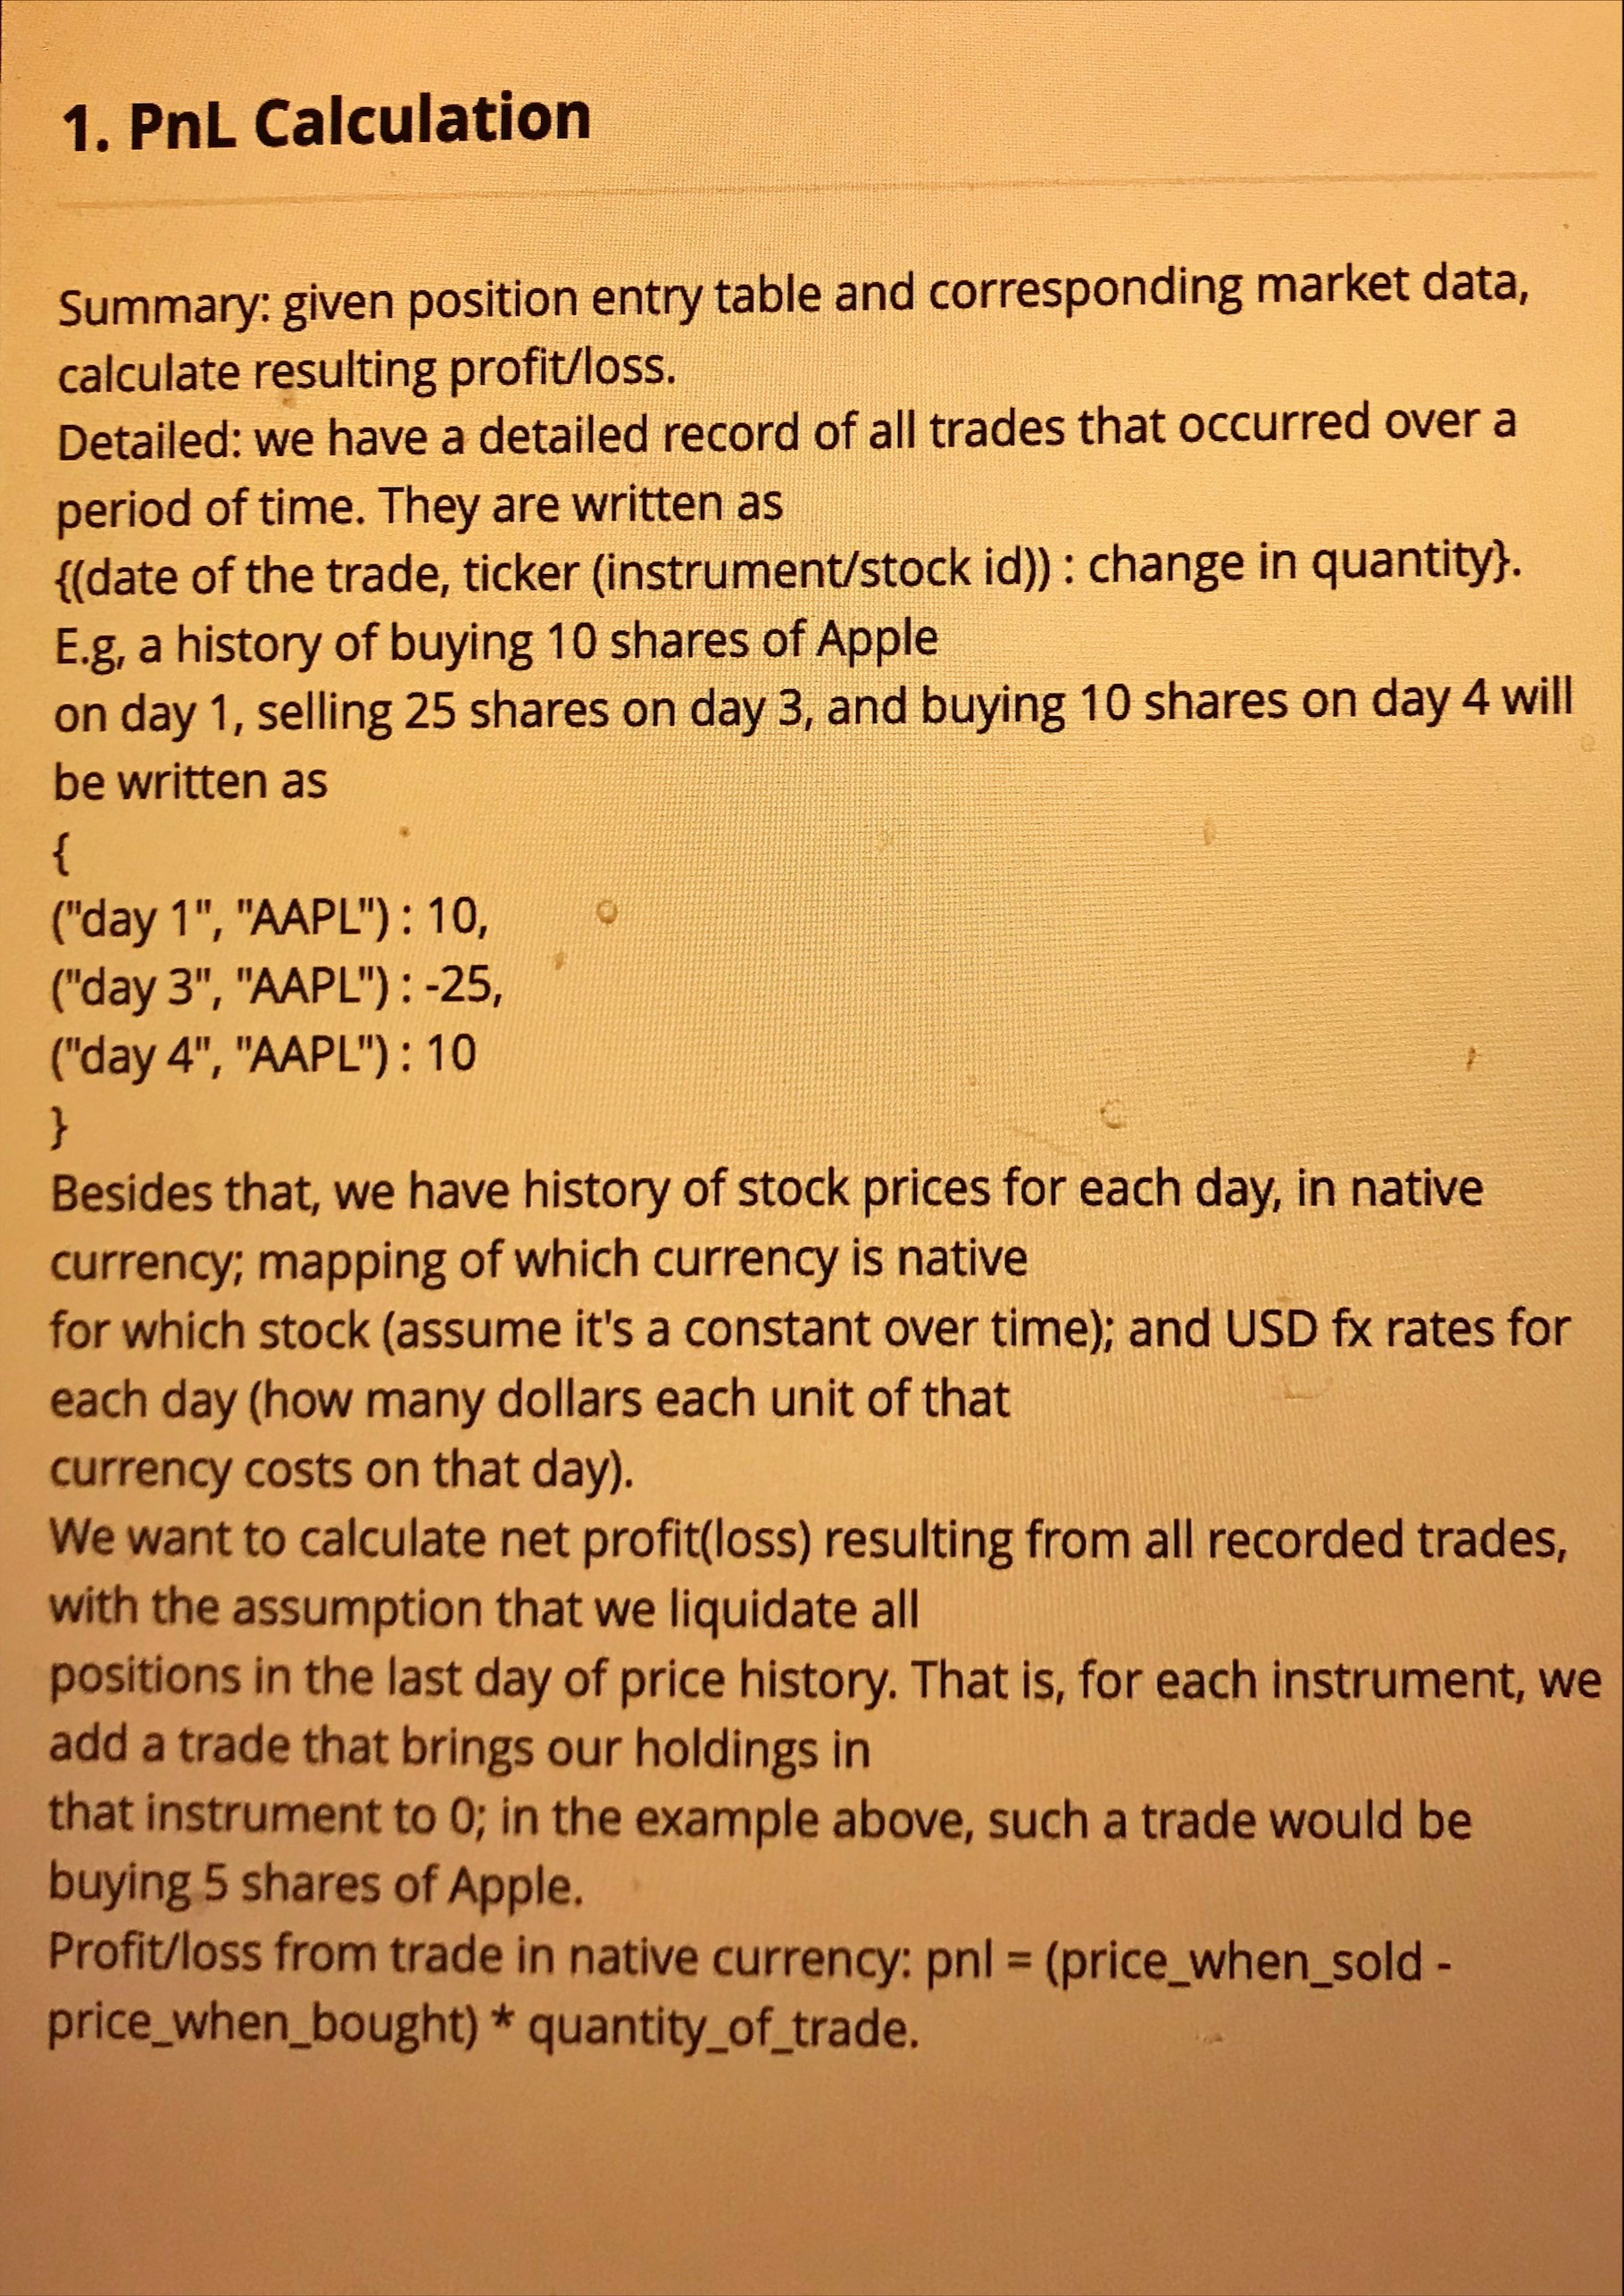 1. PnL Calculation
Summary: given position entry table and corresponding market data,
calculate resulting profit/loss.
Detailed: we have a detailed record of all trades that occurred over a
period of time. They are written as
{(date of the trade, ticker (instrument/stock id)) : change in quantity}.
E.g, a history of buying 10 shares of Apple
on day 1, selling 25 shares on day 3, and buying 10 shares on day 4 will
be written as
{
("day 1", "AAPL") : 10,
("day 3", "AAPL") : -25,
("day 4", "AAPL") : 10
}
Besides that, we have history of stock prices for each day, in native
currency; mapping of which currency is native
for which stock (assume it's a constant over time); and USD fx rates for
each day (how many dollars each unit of that
currency costs on that day).
We want to calculate net profit(loss) resulting from all recorded trades,
with the assumption that we liquidate all
positions in the last day of price history. That is, for each instrument, we
add a trade that brings our holdings in
that instrument to 0; in the example above, such a trade would be
buying 5 shares of Apple.
Profit/loss from trade in native currency: pnl = (price_when_sold -
price_when_bought) * quantity_of_trade.